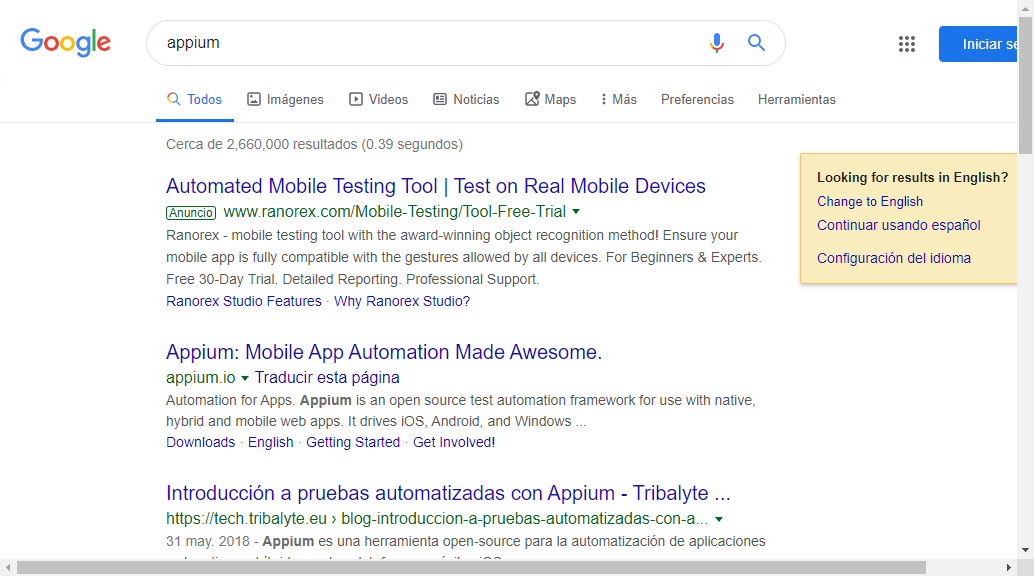 Google
appium
Iniciar se
Todos Imágenes Videos Noticias Maps Más Preferencias Herramientas
Cerca de 2,660,000 resultados (0.39 segundos)
Automated Mobile Testing Tool | Test on Real Mobile Devices
Anuncio www.ranorex.com/Mobile-Testing/Tool-Free-Trial
Ranorex - mobile testing tool with the award-winning object recognition method! Ensure your
mobile app is fully compatible with the gestures allowed by all devices. For Beginners & Experts.
Free 30-Day Trial. Detailed Reporting. Professional Support.
Ranorex Studio Features · Why Ranorex Studio?
Looking for results in English?
Change to English
Continuar usando español
Configuración del idioma
Appium: Mobile App Automation Made Awesome.
appium.io Traducir esta página
Automation for Apps. Appium is an open source test automation framework for use with native,
hybrid and mobile web apps. It drives iOS, Android, and Windows ...
Downloads · English · Getting Started · Get Involved!
Introducción a pruebas automatizadas con Appium - Tribalyte ...
https://tech.tribalyte.eu › blog-introduccion-a-pruebas-automatizadas-con-a...
31 may. 2018 - Appium es una herramienta open-source para la automatización de aplicaciones